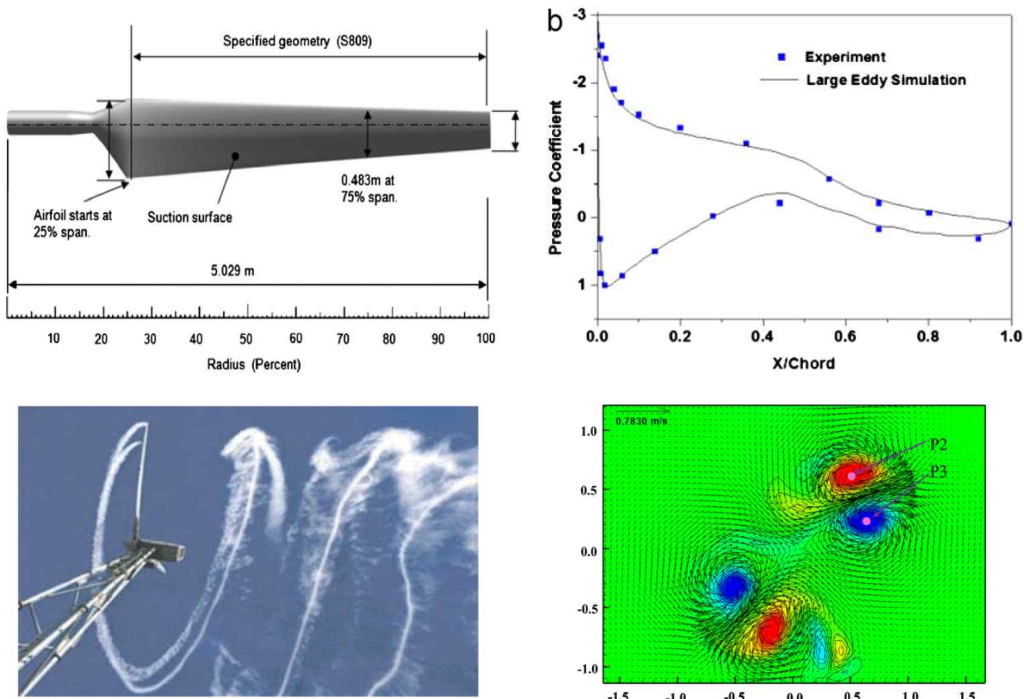 Specified geometry (S809)
0.483m at
75% span.
Airfoil starts at
25% span.
Suction surface
5.029 m
10 20 30 40 50 60 70 80 90 100
Radius (Percent)
b
-3
-2
-1
0
1
Pressure Coefficient
Experiment
Large Eddy Simulation
0.0 0.2 0.4 0.6 0.8 1.0
X/Chord
0.7830 m/s
P2
P3
1.0
0.5
0.0
-0.5
-1.0
-1.5 -1.0 -0.5 0.0 0.5 1.0 1.5